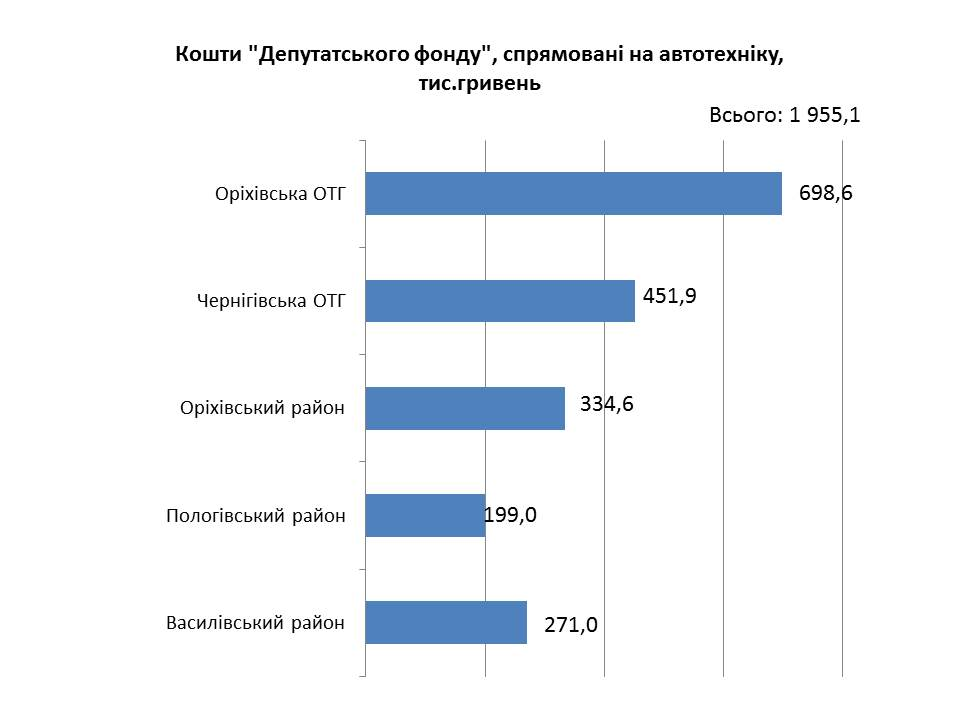 Кошти "Депутатського фонду", спрямовані на автотехніку,
тис.гривень
Всього: 1 955,1
Оріхівська ОТГ 698,6
Чернігівська ОТГ 451,9
Оріхівський район 334,6
Пологівський район 199,0
Василівський район 271,0